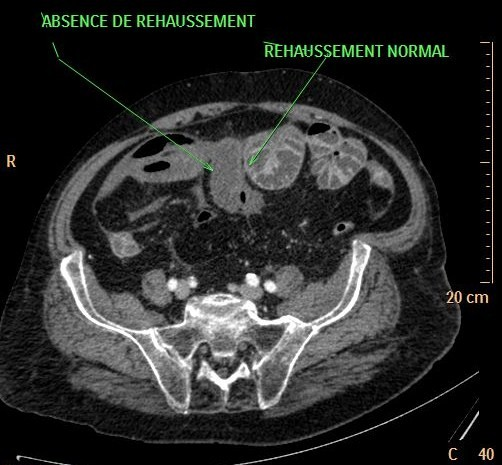 ABSENCE DE REHAUSSEMENT
REHAUSSEMENT NORMAL
R
20 cm
C 40